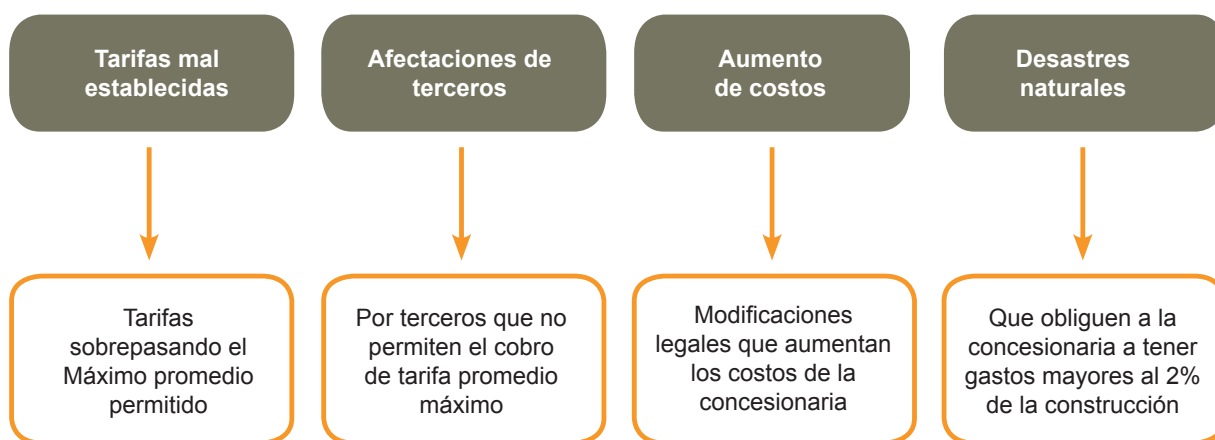 Tarifas mal
establecidas
Afectaciones de
terceros
Aumento
de costos
Desastres
naturales
Tarifas
sobrepasando el
Máximo promedio
permitido
Por terceros que no
permiten el cobro
de tarifa promedio
máximo
Modificaciones
legales que aumentan
los costos de la
concesionaria
Que obliguen a la
concesionaria a tener
gastos mayores al 2%
de la construcción